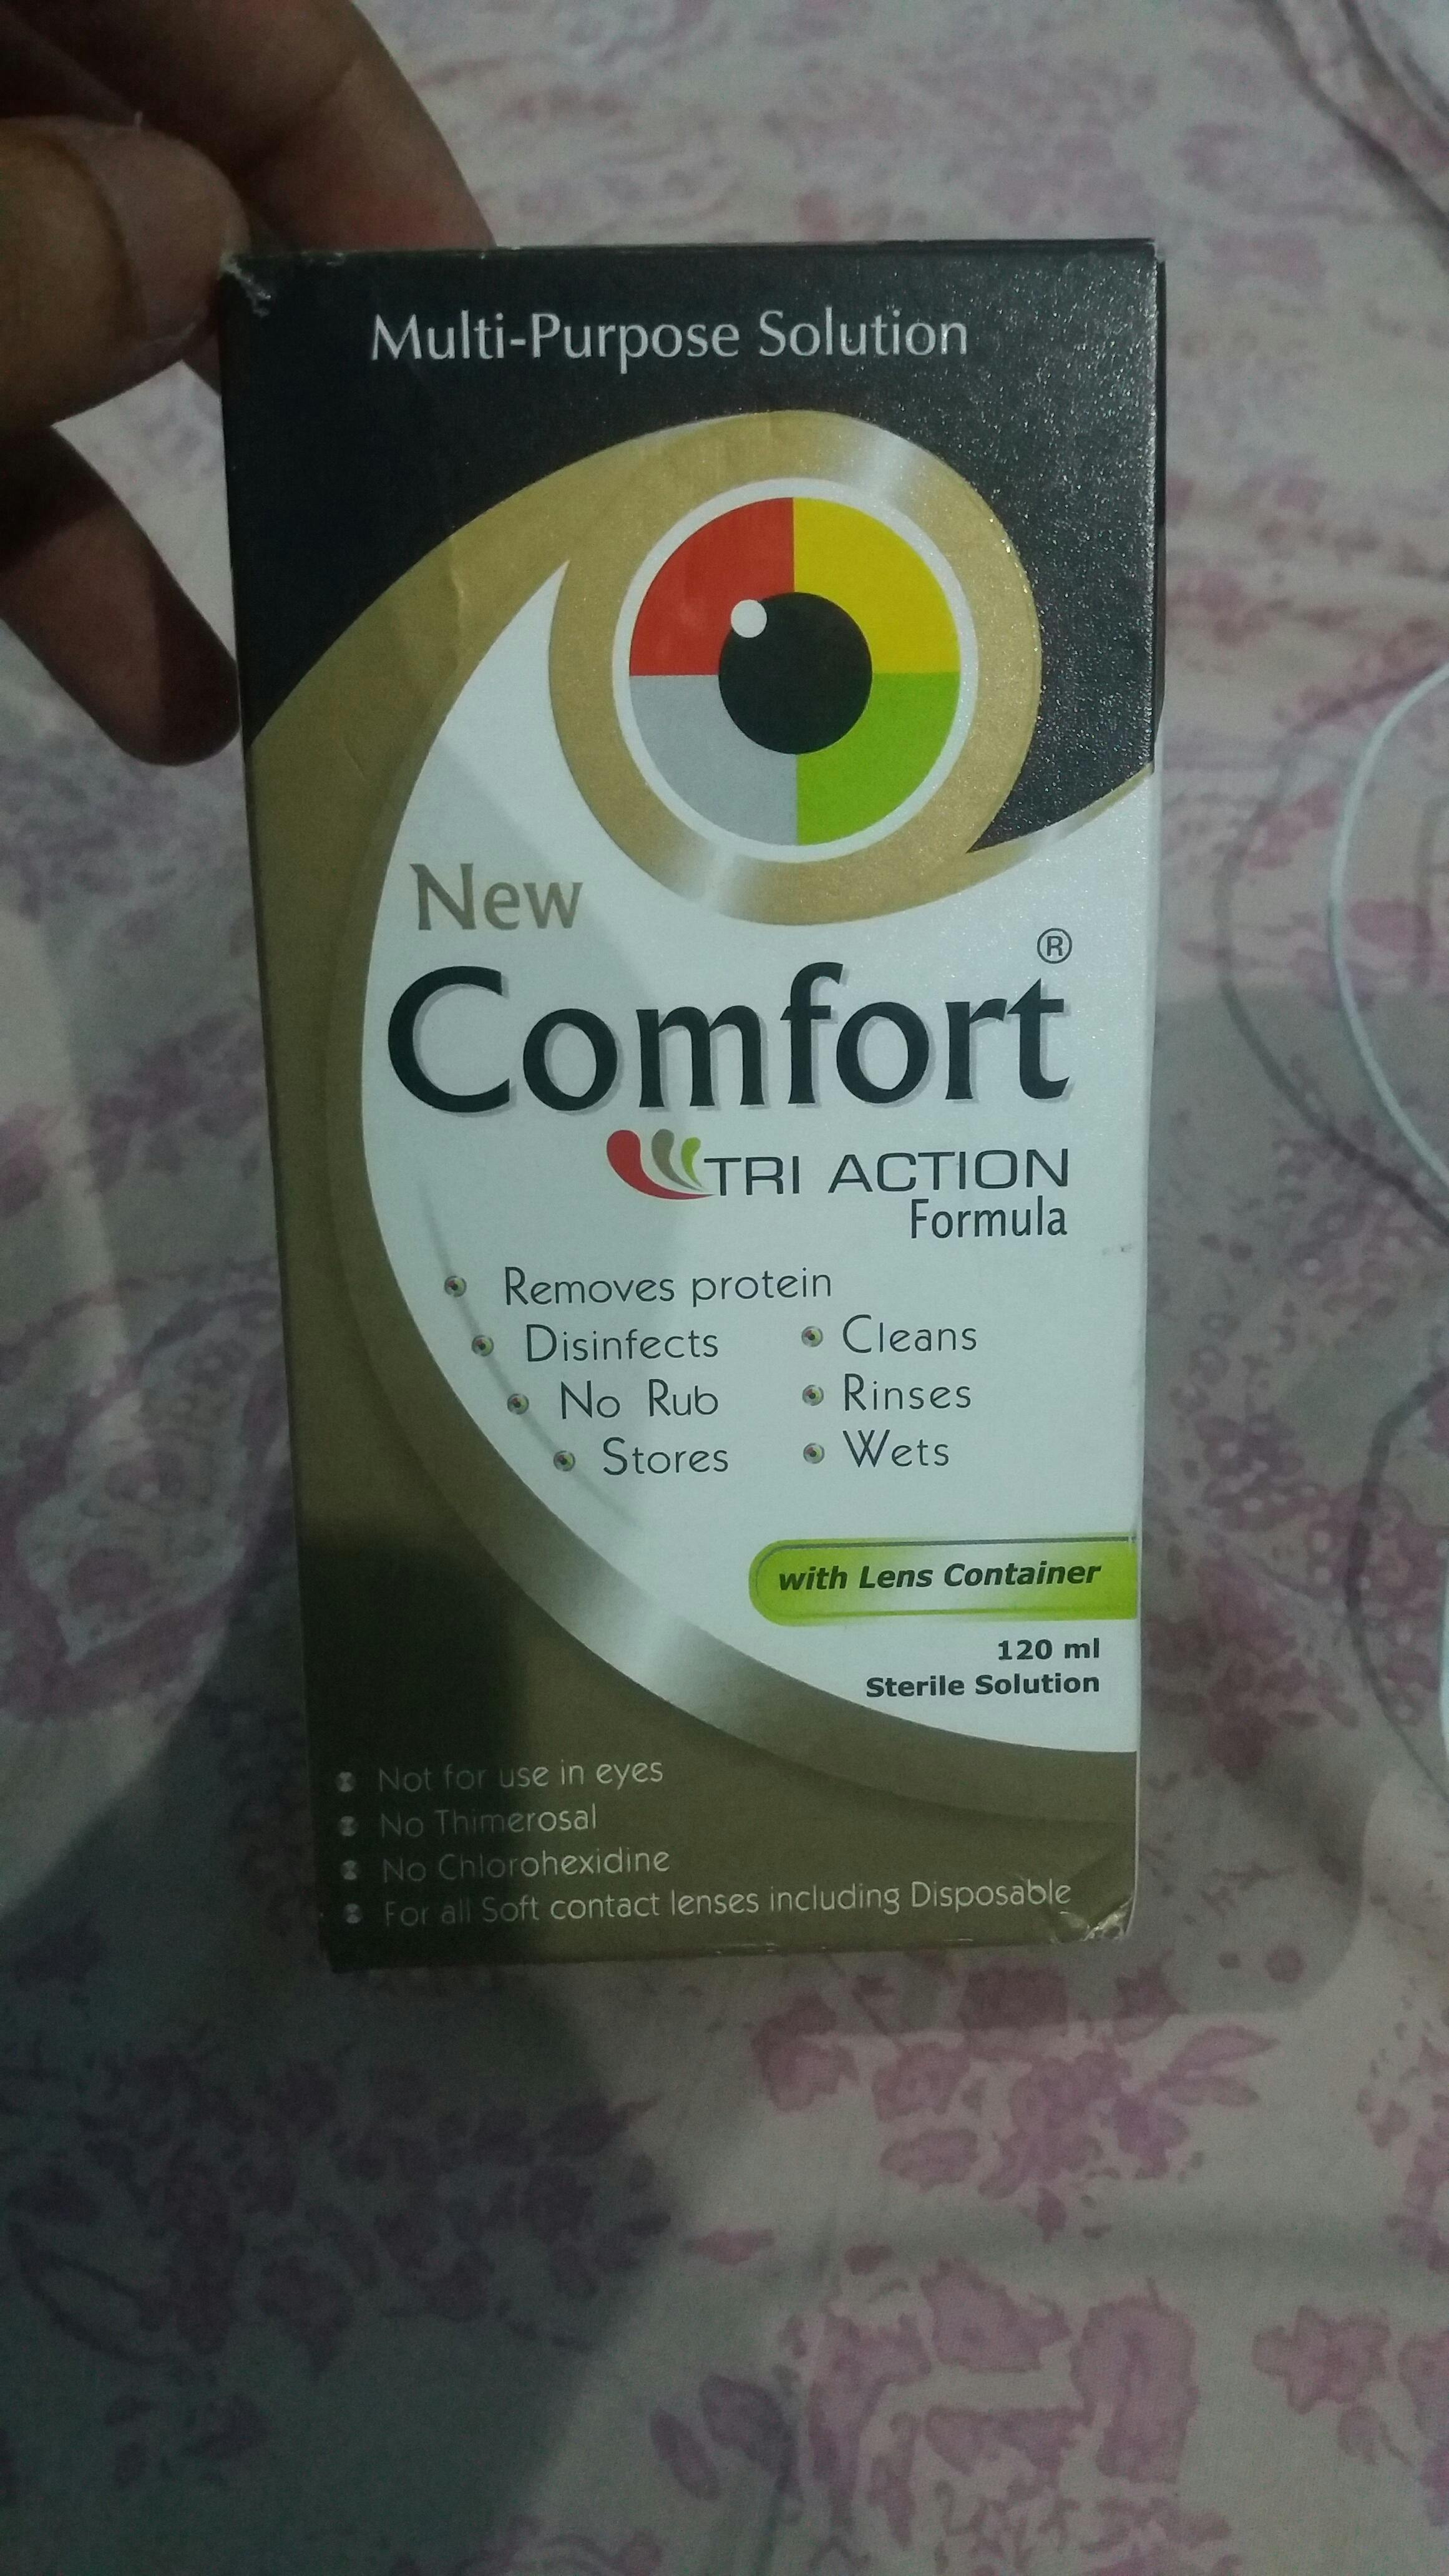 Multi-Purpose Solution
New
Comfort®
TRI ACTION
Formula
Removes protein
Disinfects
Cleans
No Rub
Rinses
Stores
Wets
with Lens Container
120 ml
Sterile Solution
Not for use in eyes
No Thimerosal
No Chlorohexidine
For all Soft contact lenses including Disposable